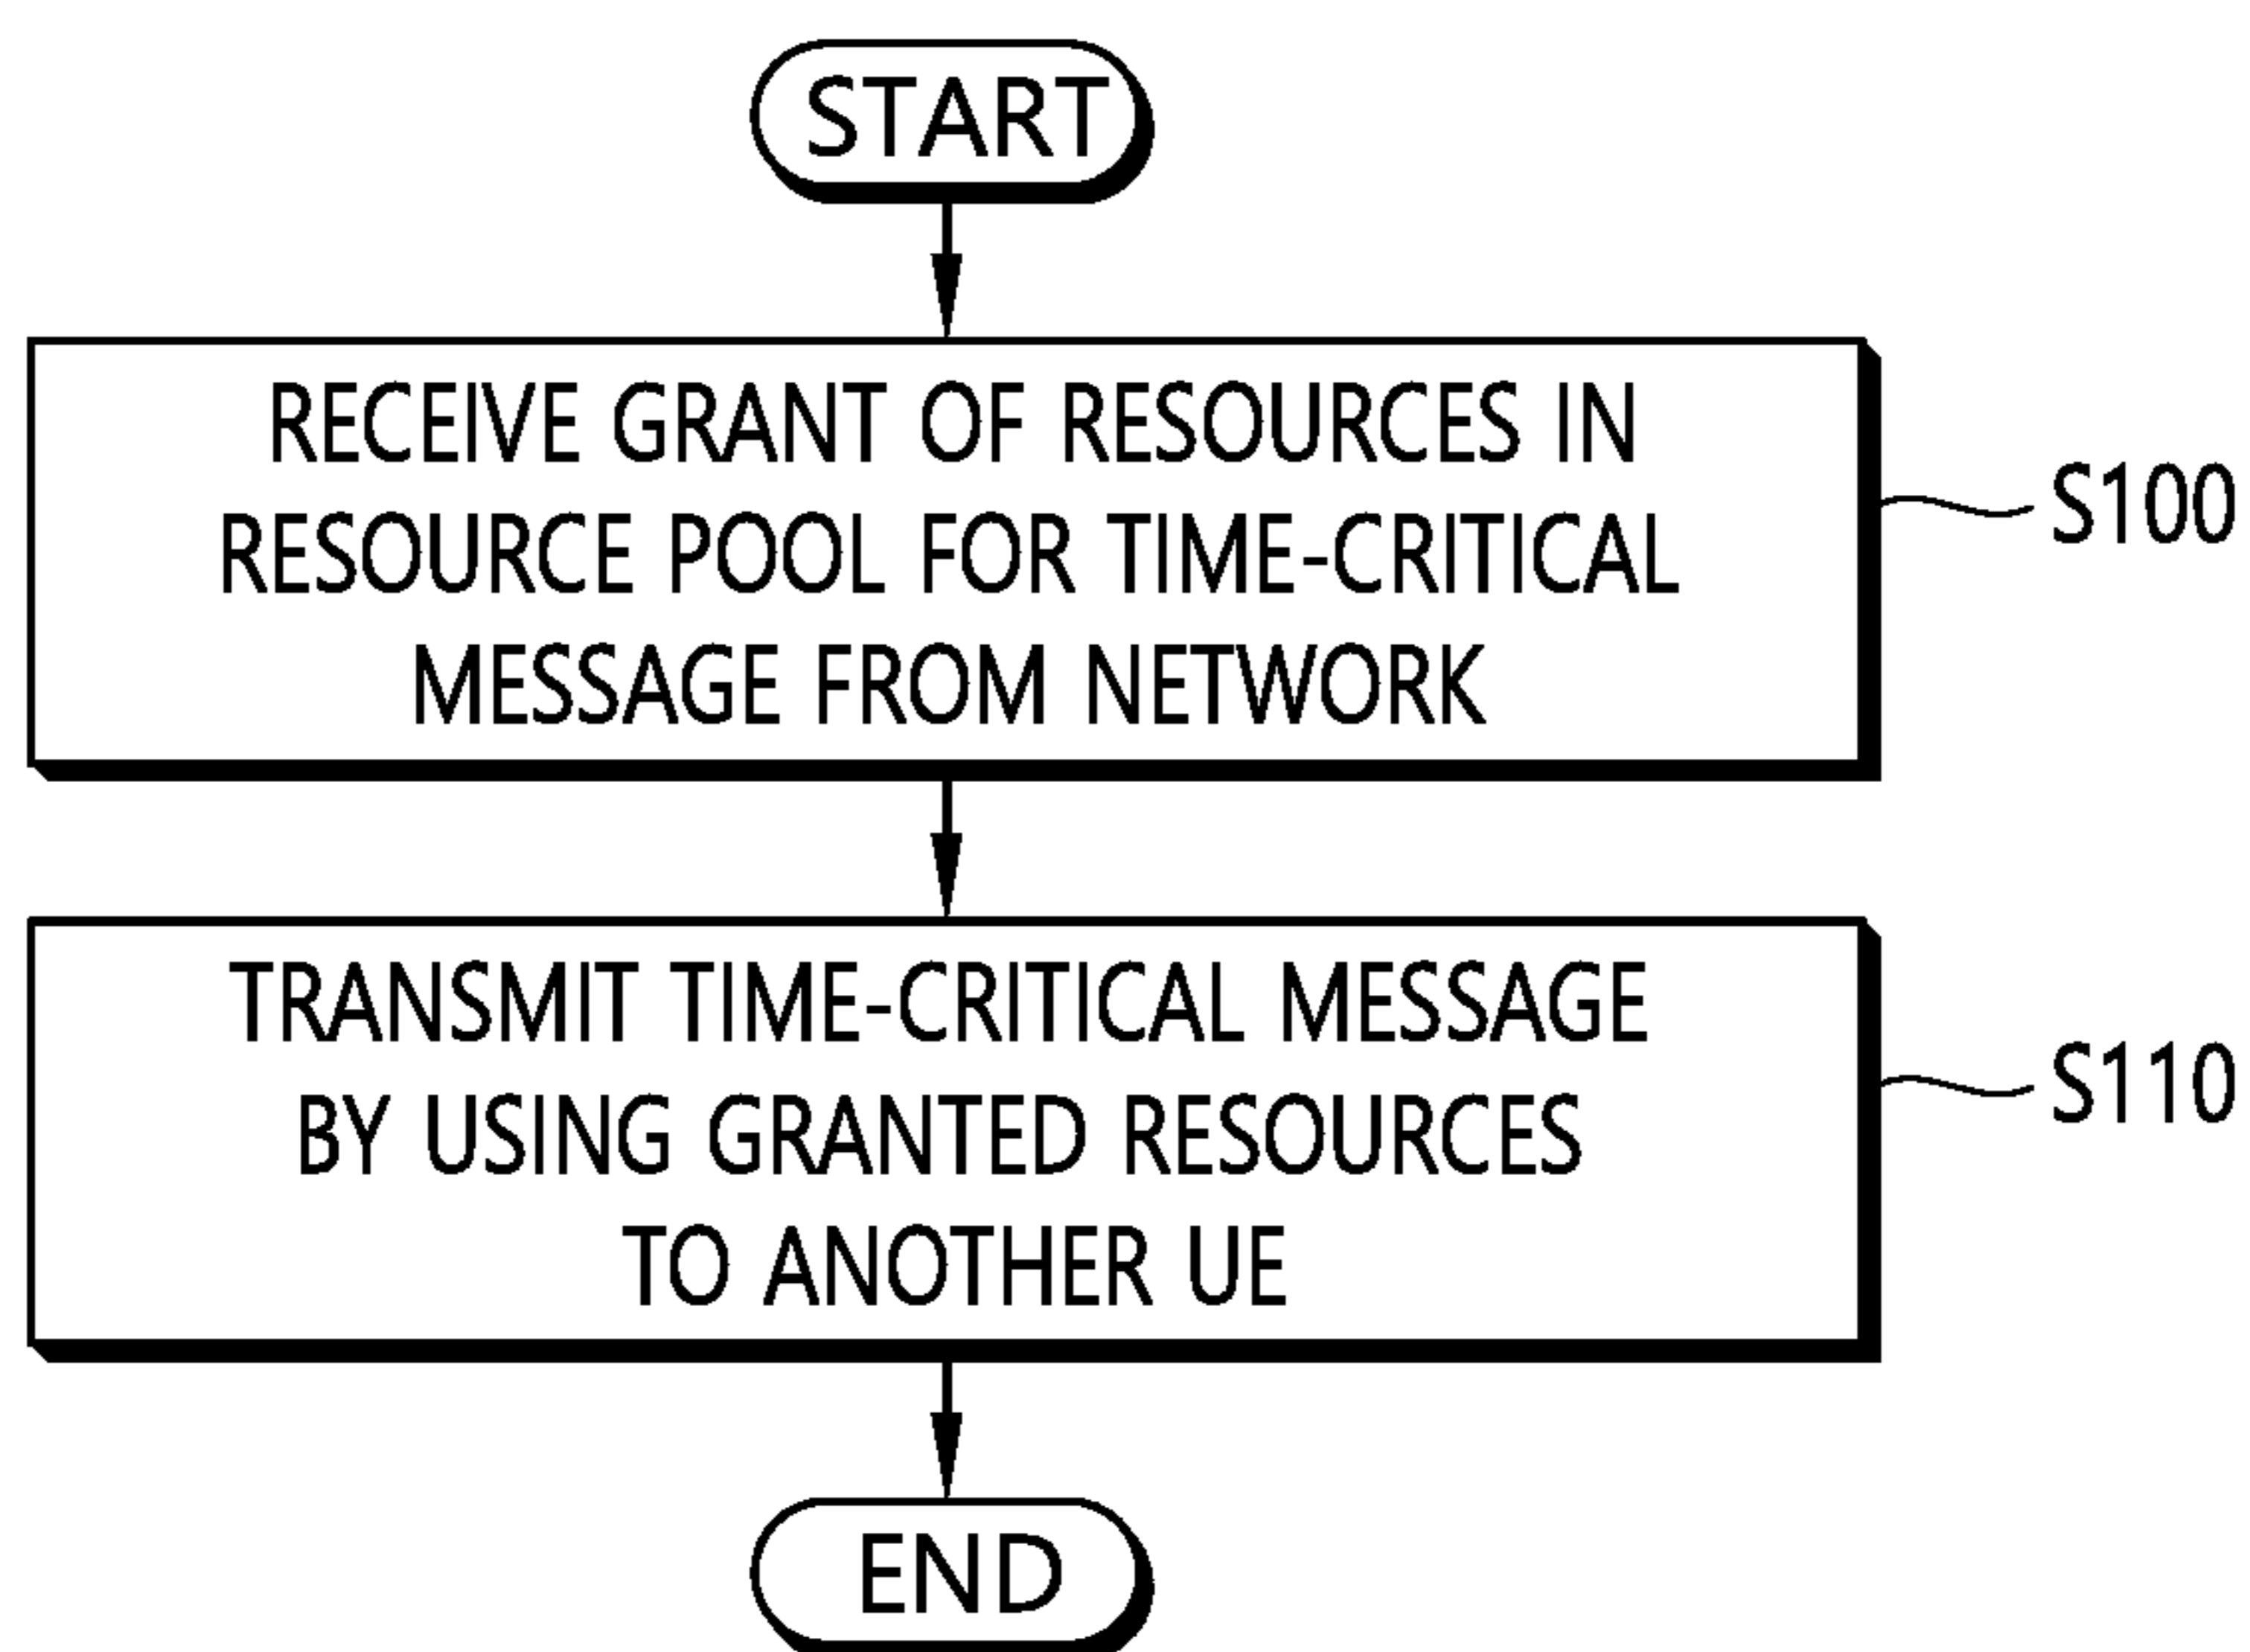 START
RECEIVE GRANT OF RESOURCES IN
RESOURCE POOL FOR TIME-CRITICAL
MESSAGE FROM NETWORK
S100
TRANSMIT TIME-CRITICAL MESSAGE
BY USING GRANTED RESOURCES
TO ANOTHER UE
S110
END